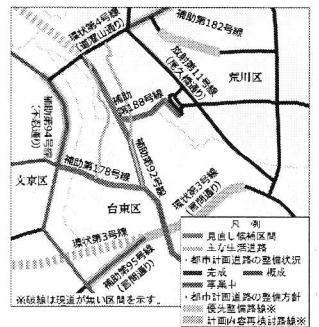 環状第4号線
(道灌山通り)
補助第182号線
放射第11号線
(尾久橋通り)
荒川区
補助
第188号線
補助第94号線
(不忍通り)
補助第92号線
補助第178号線
文京区
台東区
環状第3号線
(言問通り)
環状第3号線
補助第95号線
(言問通り)
凡 例
見直し候補区間
主な生活道路
・都市計画道路の整備状況
完成
概成
事業中
・都市計画道路の整備方針
優先整備路線※
計画内容再検討路線※
※破線は現道が無い区間を示す。